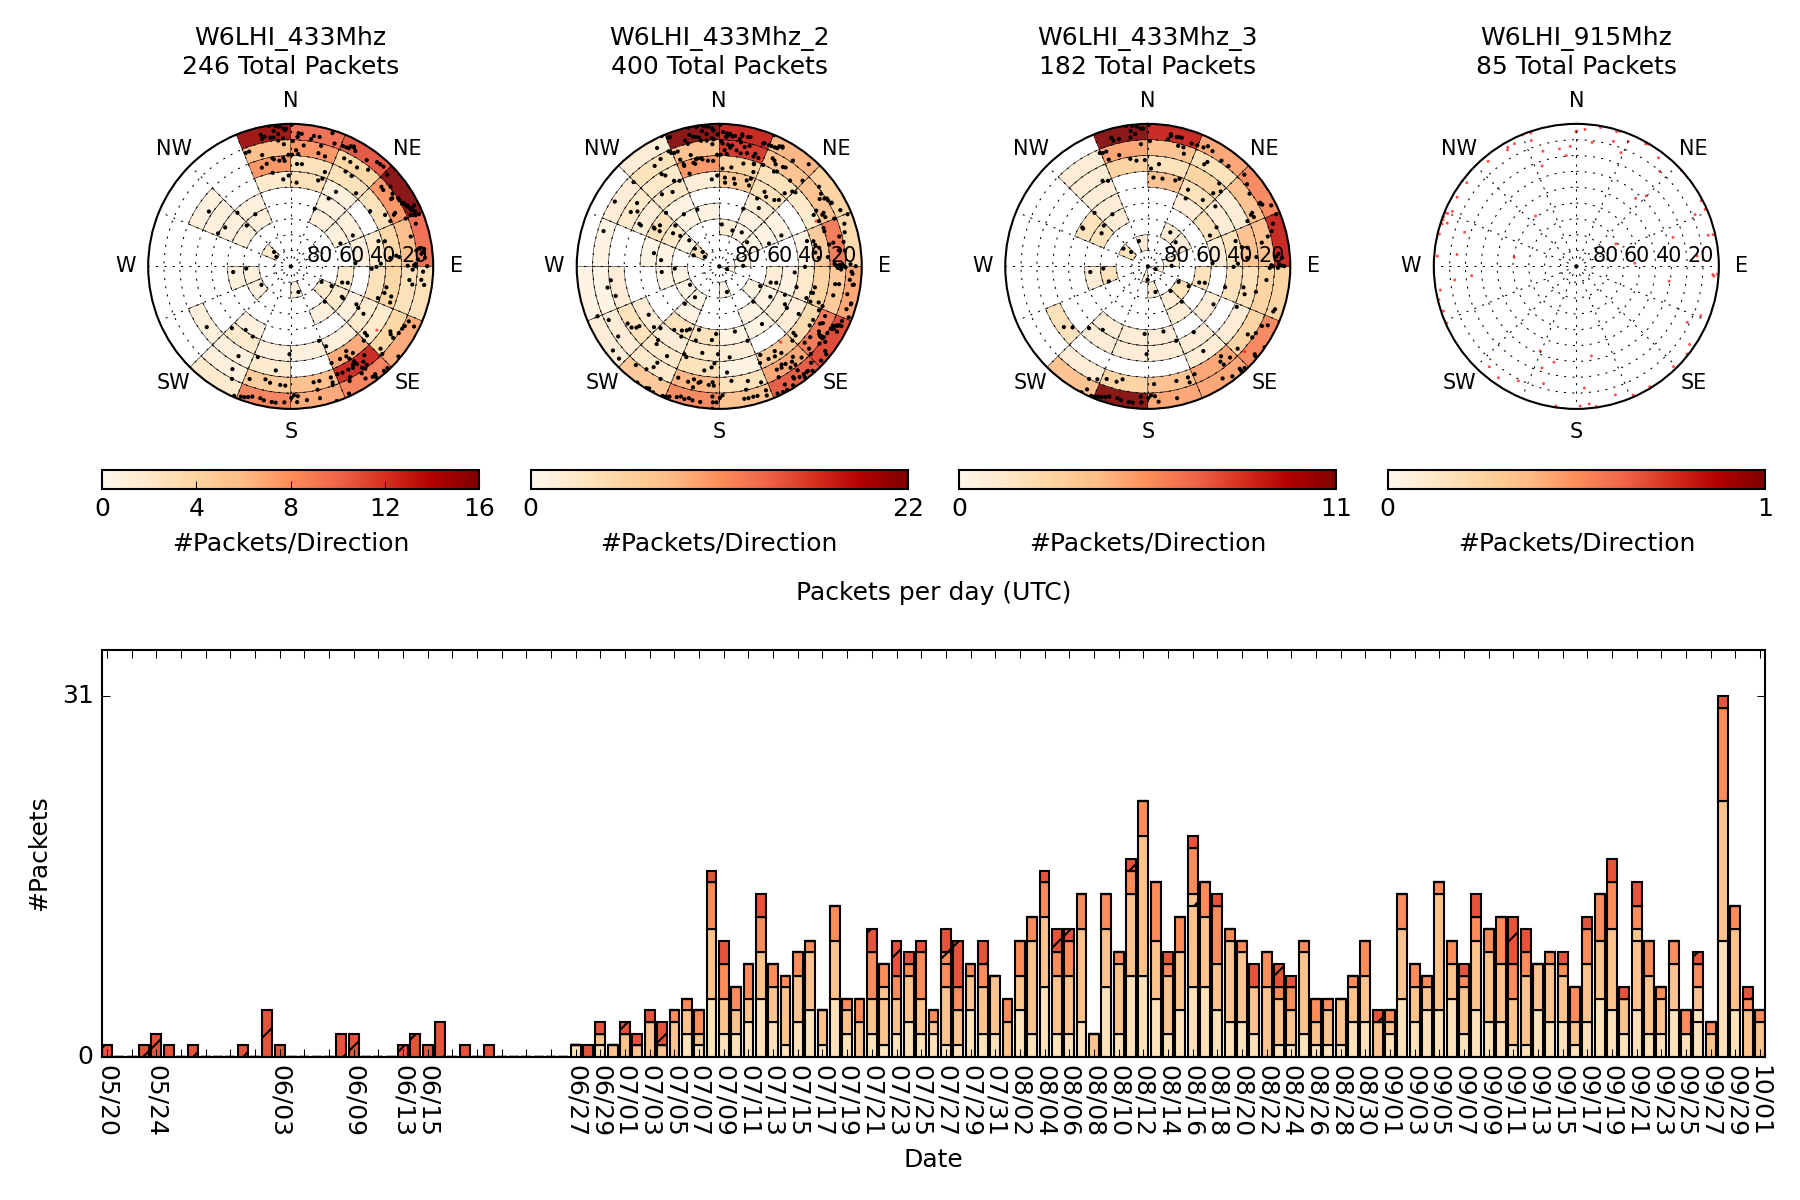 W6LHI_433Mhz
246 Total Packets
W6LHI_433Mhz_2
400 Total Packets
W6LHI_433Mhz_3
182 Total Packets
W6LHI_915Mhz
85 Total Packets
N
NW NE
80 60 40 20
W E
SW SE
S
N
NW NE
80 60 40 20
W E
SW SE
S
N
NW NE
80 60 40 20
W E
SW SE
S
N
NW NE
80 60 40 20
W E
SW SE
S
0 4 8 12 16
#Packets/Direction
0 22
#Packets/Direction
0 11
#Packets/Direction
0 1
#Packets/Direction
Packets per day (UTC)
31
0
#Packets
05/20
05/24
06/03
06/09
06/13
06/15
06/27
06/29
07/01
07/03
07/05
07/07
07/09
07/11
07/13
07/15
07/17
07/19
07/21
07/23
07/25
07/27
07/29
07/31
08/02
08/04
08/06
08/08
08/10
08/12
08/14
08/16
08/18
08/20
08/22
08/24
08/26
08/28
08/30
09/01
09/03
09/05
09/07
09/09
09/11
09/13
09/15
09/17
09/19
09/21
09/23
09/25
09/27
09/29
10/01
Date